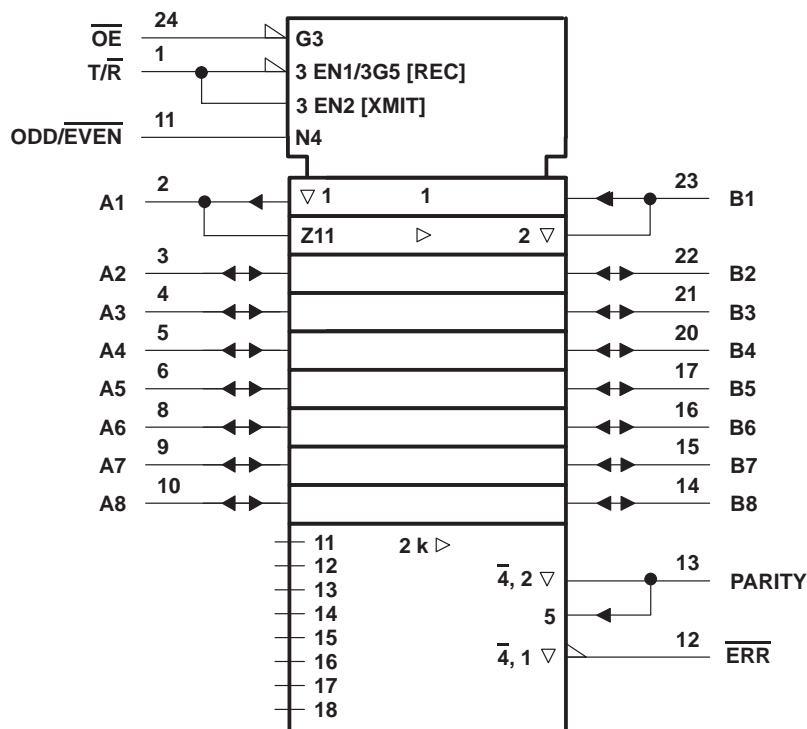 24
O̅E̅ G3
1
T/R̅ 3 EN1/3G5 [REC]
3 EN2 [XMIT]
11
ODD/E̅V̅E̅N̅ N4
2 23
A1 ▽ 1 1 B1
Z11 ▷ 2 ▽
3 22
A2 B2
4 21
A3 B3
5 20
A4 B4
6 17
A5 B5
8 16
A6 B6
9 15
A7 B7
10 14
A8 B8
11 2 k ▷
12 13
4̅, 2 ▽ PARITY
13
14 5
15 12
16 4̅, 1 ▽ E̅R̅R̅
17
18